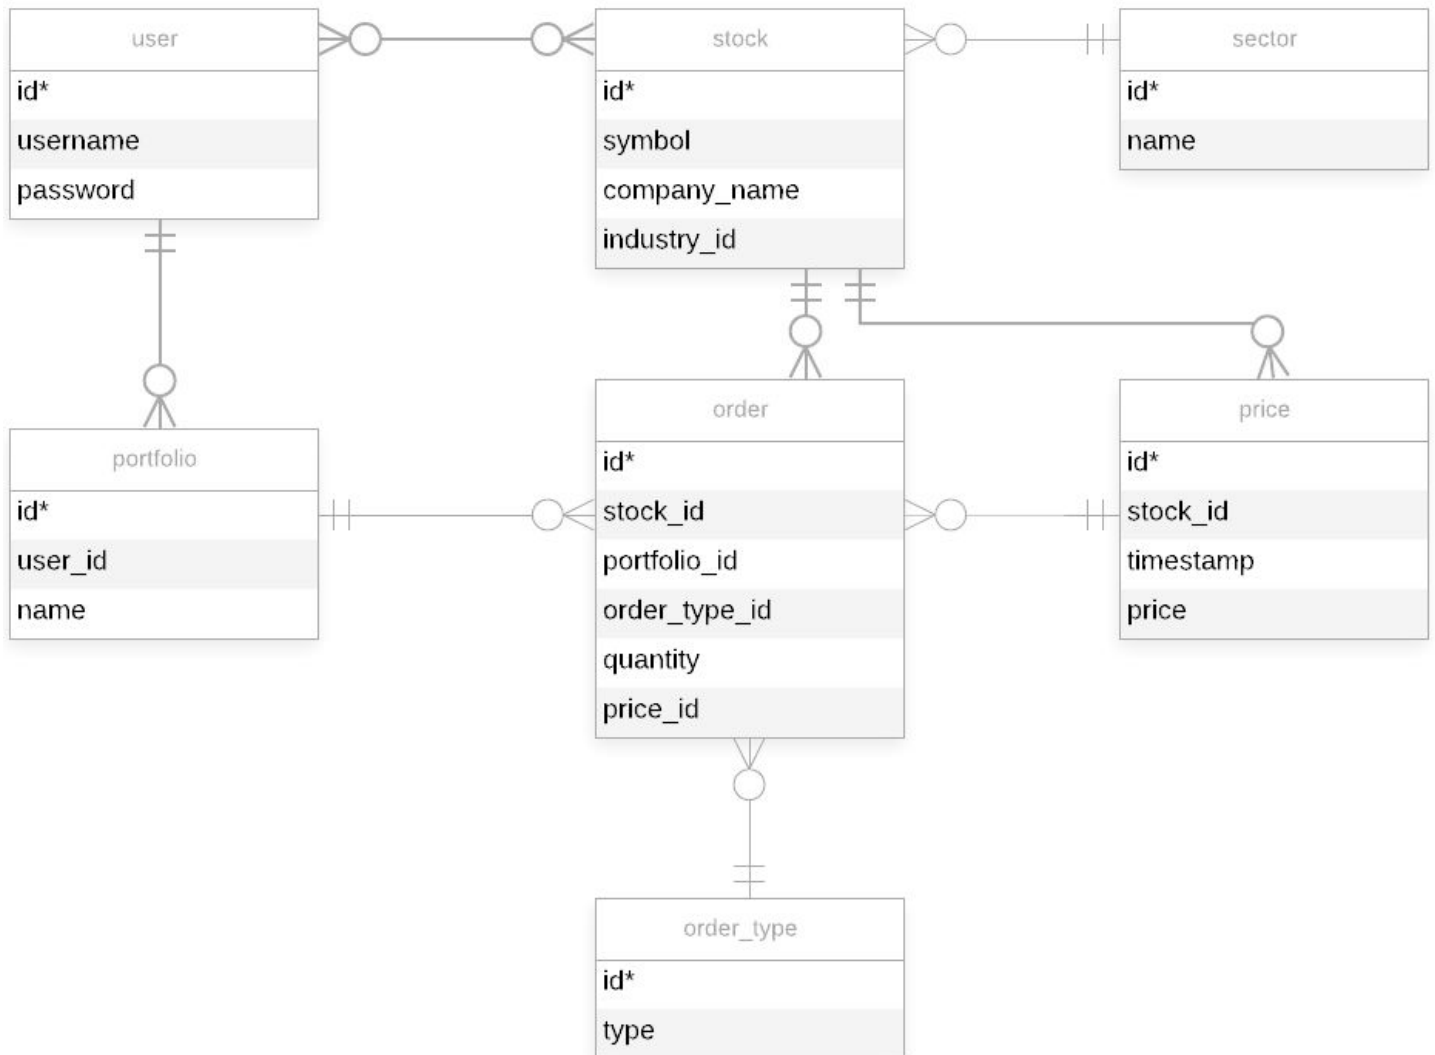 user
id*
username
password
stock
id*
symbol
company_name
industry_id
sector
id*
name
portfolio
id*
user_id
name
order
id*
stock_id
portfolio_id
order_type_id
quantity
price_id
price
id*
stock_id
timestamp
price
order_type
id*
type